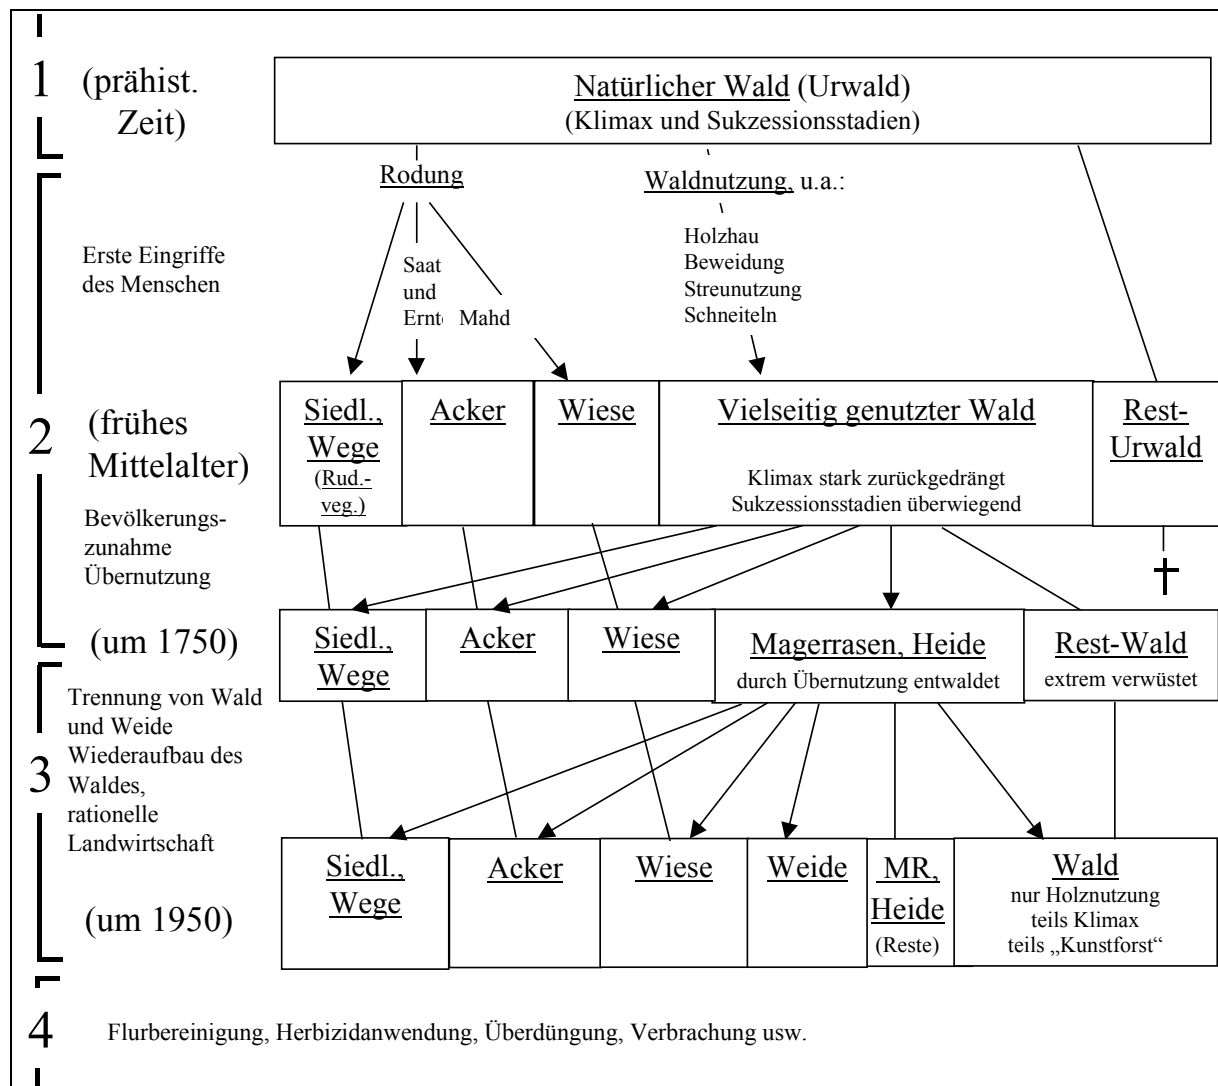 1
(prähist.
Zeit)
Natürlicher Wald (Urwald)
(Klimax und Sukzessionsstadien)
Rodung
Waldnutzung, u.a.:
Erste Eingriffe
des Menschen
Saat
und
Ernt
Mahd
Holzhau
Beweidung
Streunutzung
Schneiteln
2
(frühes
Mittelalter)
Siedl.,
Wege
(Rud.-
veg.)
Acker
Wiese
Vielseitig genutzter Wald
Klimax stark zurückgedrängt
Sukzessionsstadien überwiegend
Rest-
Urwald
Bevölkerungs-
zunahme
Übernutzung
(um 1750)
Siedl.,
Wege
Acker
Wiese
Magerrasen, Heide
durch Übernutzung entwaldet
Rest-Wald
extrem verwüstet
3
Trennung von Wald
und Weide
Wiederaufbau des
Waldes,
rationelle
Landwirtschaft
(um 1950)
Siedl.,
Wege
Acker
Wiese
Weide
MR,
Heide
(Reste)
Wald
nur Holznutzung
teils Klimax
teils „Kunstforst“
4
Flurbereinigung, Herbizidanwendung, Überdüngung, Verbrachung usw.